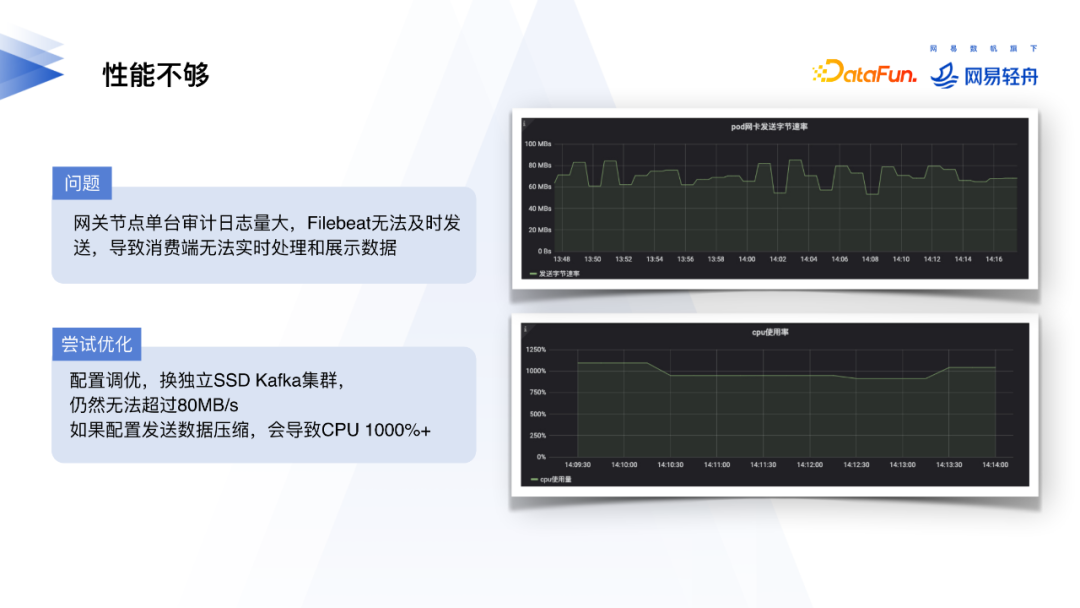 性能不够
网易数帆旗下
DataFun.
网易轻舟
问题
网关节点单台审计日志量大，Filebeat无法及时发
送，导致消费端无法实时处理和展示数据
尝试优化
配置调优，换独立SSD Kafka集群，
仍然无法超过80MB/s
如果配置发送数据压缩，会导致CPU 1000%+
pod网卡发送字节速率
100 MBs
80 MBs
60 MBs
40 MBs
20 MBs
0 Bs
13:48 13:50 13:52 13:54 13:56 13:58 14:00 14:02 14:04 14:06 14:08 14:10 14:12 14:14 14:16
发送字节速率
cpu使用率
1250%
1000%
750%
500%
250%
0%
14:09:30 14:10:00 14:10:30 14:11:00 14:11:30 14:12:00 14:12:30 14:13:00 14:13:30 14:14:00
cpu使用量